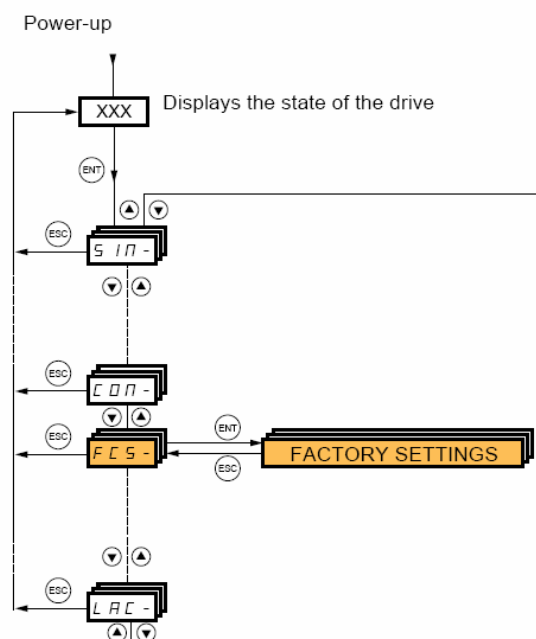 Power-up
XXX Displays the state of the drive
ENT
ESC
SIM-
ESC
COM-
ESC
FCS-
ENT
ESC
FACTORY SETTINGS
ESC
LAC-